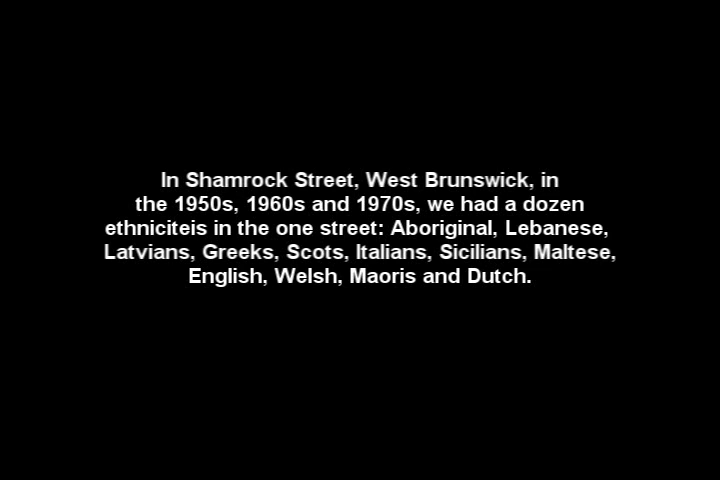 In Shamrock Street, West Brunswick, in
the 1950s, 1960s and 1970s, we had a dozen
ethniciteis in the one street: Aboriginal, Lebanese,
Latvians, Greeks, Scots, Italians, Sicilians, Maltese,
English, Welsh, Maoris and Dutch.